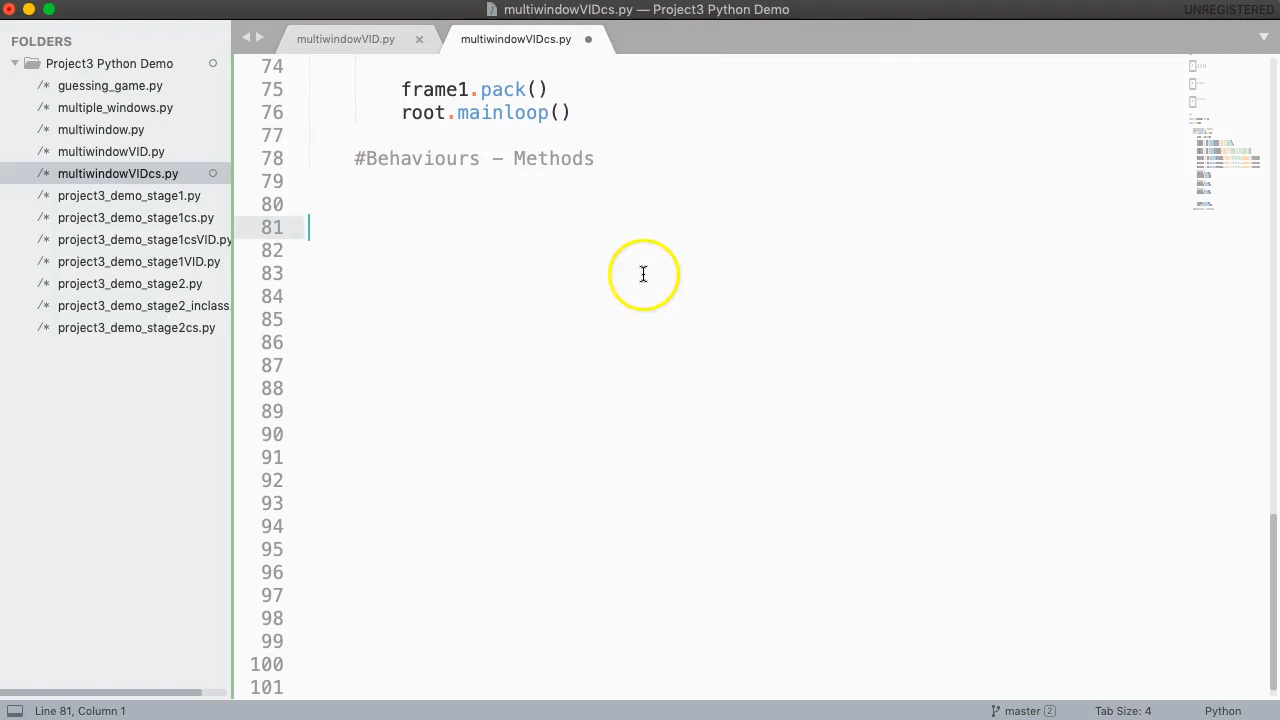 multiwindowVIDcs.py — Project3 Python Demo
UNREGISTERED
FOLDERS
Project3 Python Demo
/* guessing_game.py
/* multiple_windows.py
/* multiwindow.py
/* multiwindowVID.py
/* multiwindowVIDcs.py
/* project3_demo_stage1.py
/* project3_demo_stage1cs.py
/* project3_demo_stage1csVID.py
/* project3_demo_stage1VID.py
/* project3_demo_stage2.py
/* project3_demo_stage2_inclass
/* project3_demo_stage2cs.py
multiwindowVID.py ×
multiwindowVIDcs.py
74
75 frame1.pack()
76 root.mainloop()
77
78 #Behaviours - Methods
79
80
81
82
83
84
85
86
87
88
89
90
91
92
93
94
95
96
97
98
99
100
101
Line 81, Column 1
master 2
Tab Size: 4
Python